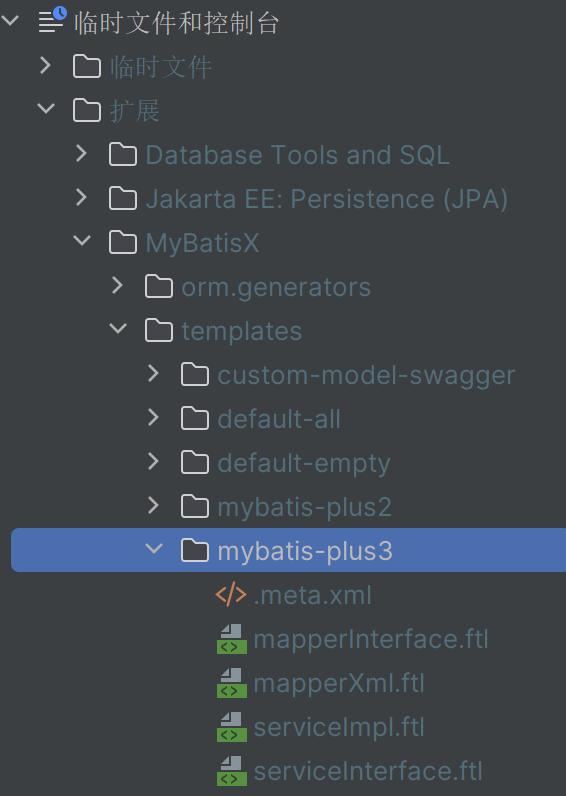 临时文件和控制台
临时文件
扩展
Database Tools and SQL
Jakarta EE: Persistence (JPA)
MyBatisX
orm.generators
templates
custom-model-swagger
default-all
default-empty
mybatis-plus2
mybatis-plus3
.meta.xml
mapperInterface.ftl
mapperXml.ftl
serviceImpl.ftl
serviceInterface.ftl